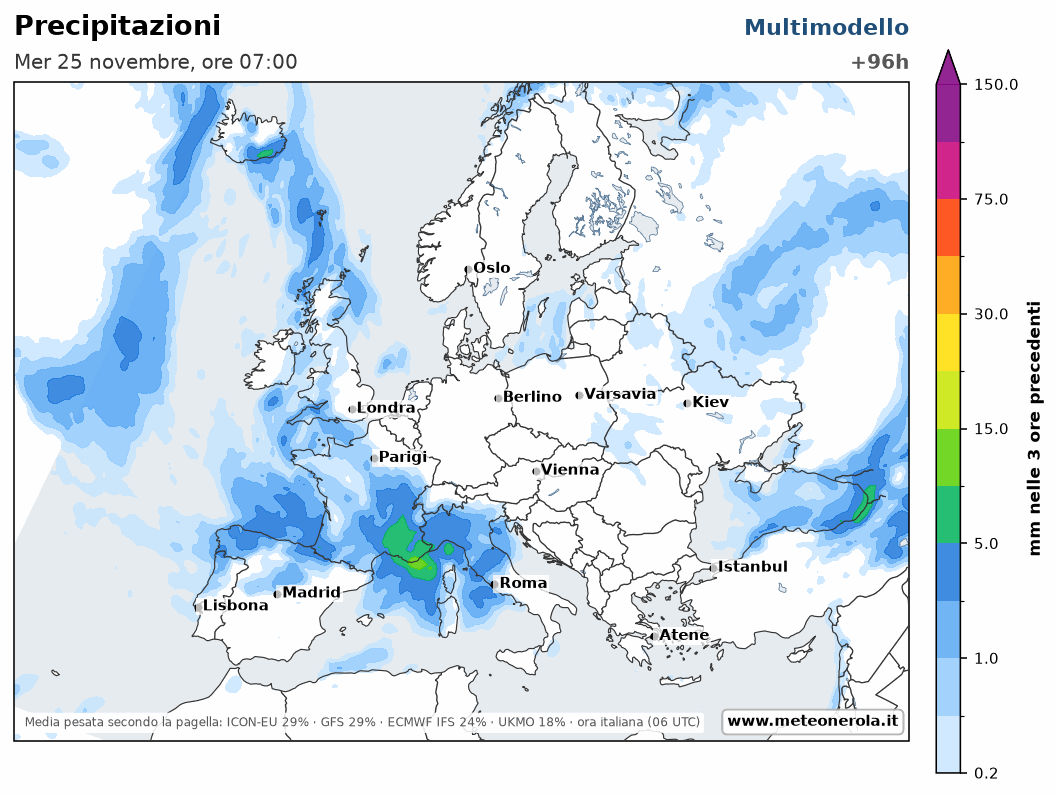 Precipitazioni
Multimodello
Mer 25 novembre, ore 07:00
+96h
150.0
75.0
30.0
15.0
5.0
1.0
0.2
mm nelle 3 ore precedenti
Oslo
Berlino
Varsavia
Kiev
Londra
Parigi
Vienna
Istanbul
Roma
Madrid
Lisbona
Atene
Media pesata secondo la pagella: ICON-EU 29% · GFS 29% · ECMWF IFS 24% · UKMO 18% · ora italiana (06 UTC)
www.meteonerola.it